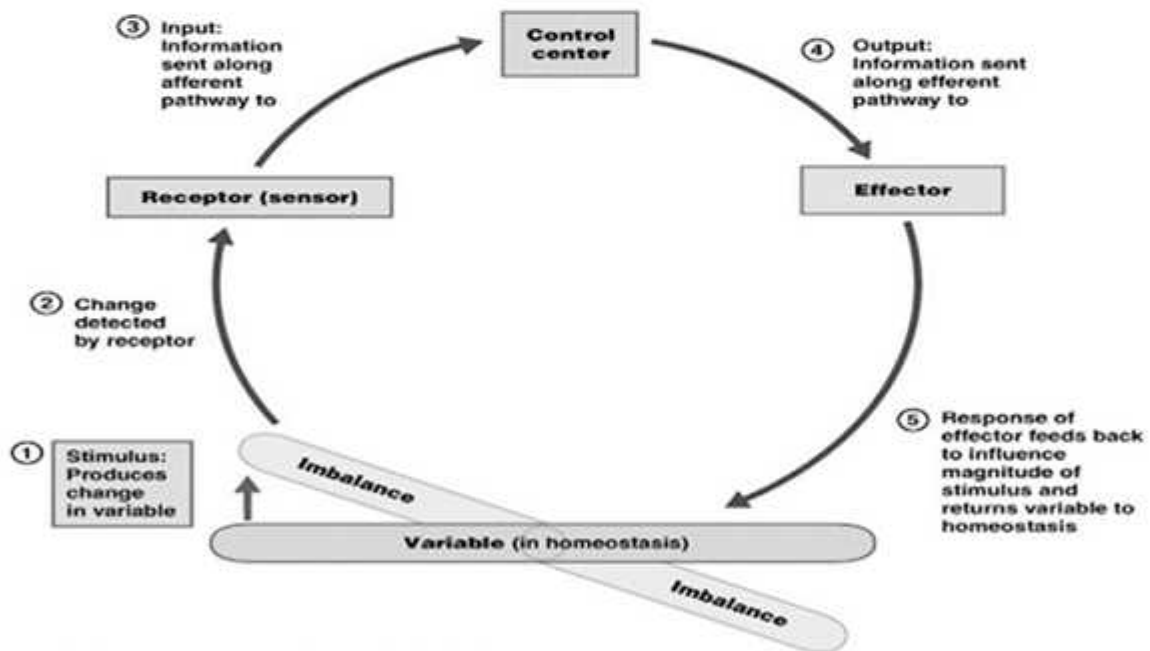 ① Stimulus:
Produces
change
in variable
② Change
detected
by receptor
③ Input:
Information
sent along
afferent
pathway to
Receptor (sensor)
Control
center
④ Output:
Information sent
along efferent
pathway to
Effector
⑤ Response of
effector feeds back
to influence
magnitude of
stimulus and
returns variable to
homeostasis
Imbalance
Variable (in homeostasis)
Imbalance